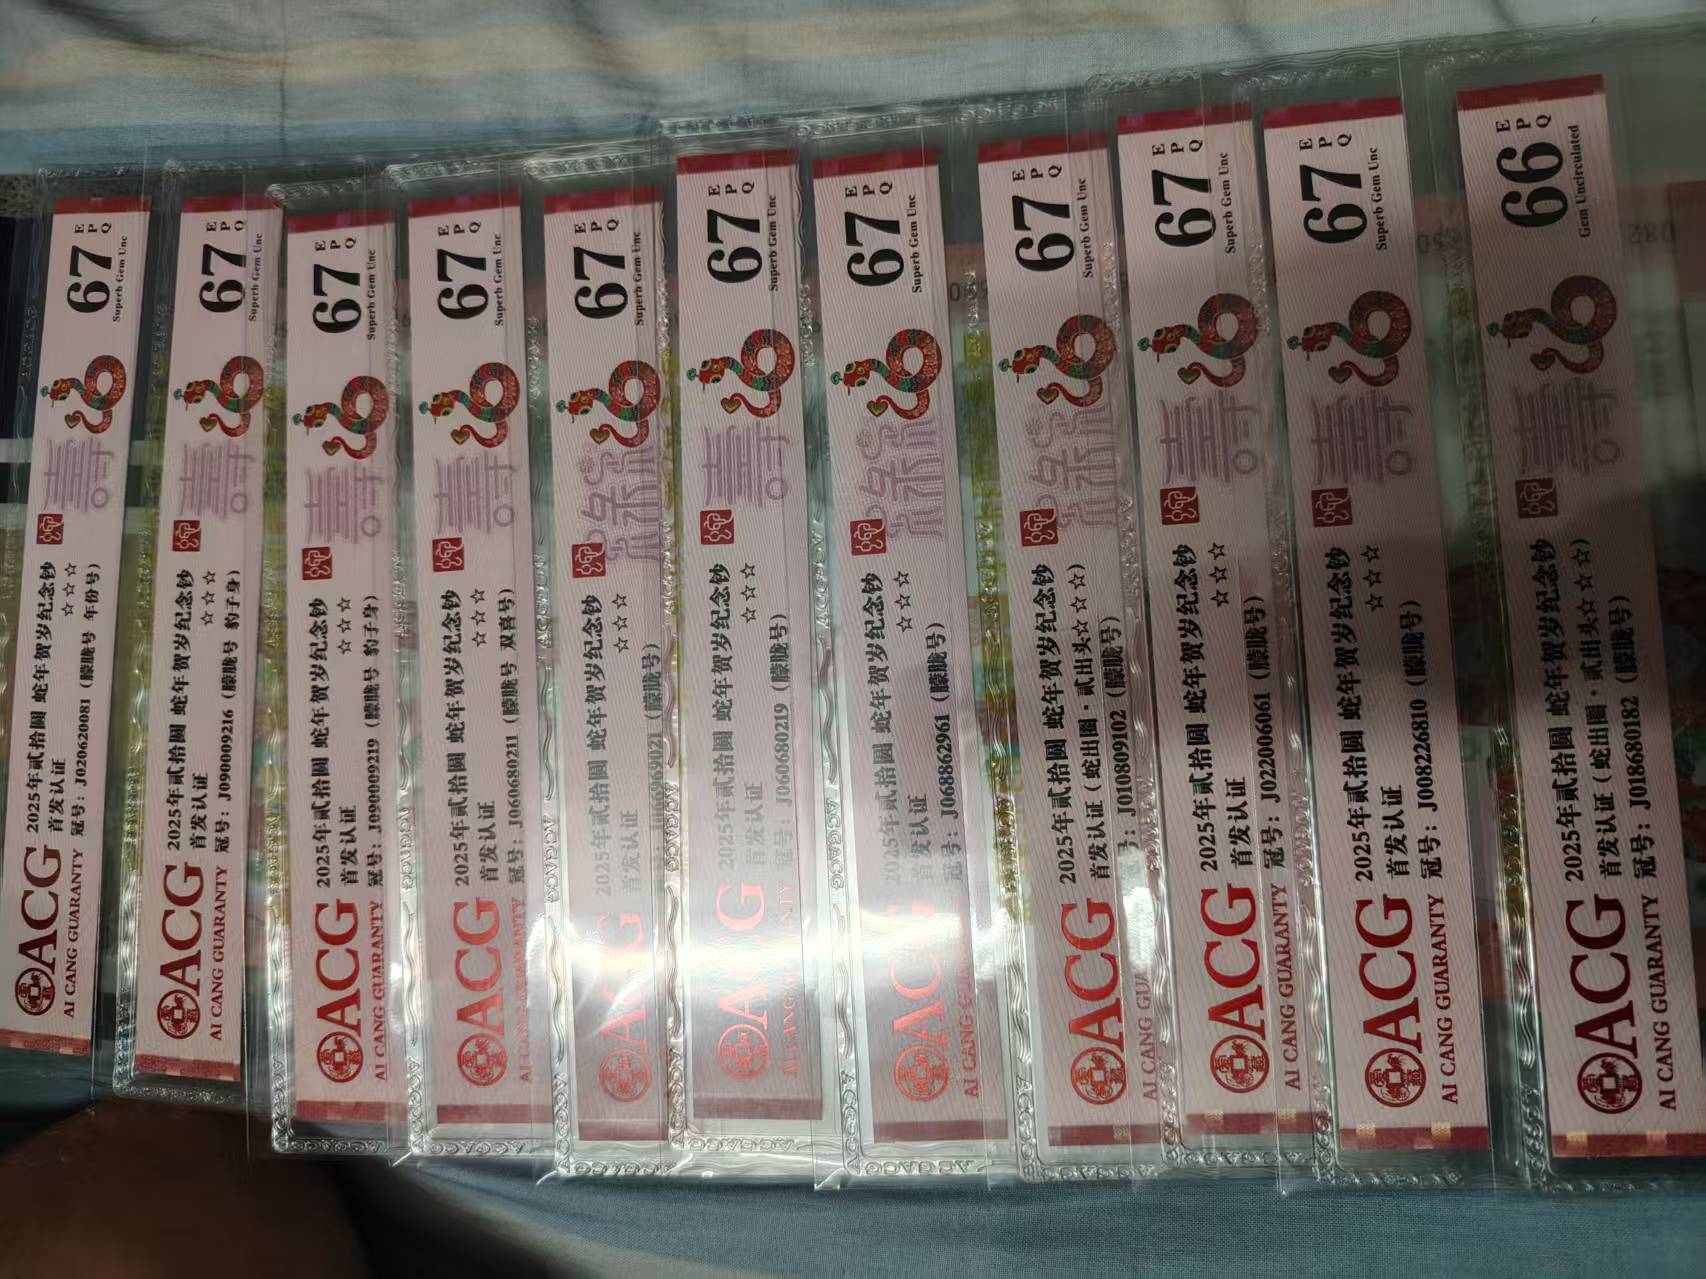 2025年贰拾圆 蛇年贺岁纪念钞
首发认证 ☆☆☆
冠号: J020620081 (朦胧号 年份号)
ACG
AI CANG GUARANTY
67
EPQ
Superb Gem Unc
2025年贰拾圆 蛇年贺岁纪念钞
首发认证 ☆☆☆
冠号: J090009216 (朦胧号 豹子身)
ACG
AI CANG GUARANTY
67
EPQ
Superb Gem Unc
2025年贰拾圆 蛇年贺岁纪念钞
首发认证 ☆☆☆
冠号: J090009219 (朦胧号 豹子身)
ACG
AI CANG GUARANTY
67
EPQ
Superb Gem Unc
2025年贰拾圆 蛇年贺岁纪念钞
首发认证 ☆☆☆
冠号: J060680211 (朦胧号 双喜号)
ACG
AI CANG
67
EPQ
Superb Gem Unc
2025年贰拾圆 蛇年贺岁纪念钞
首发认证 ☆☆☆
(朦胧号)
ACG
67
EPQ
Superb Gem Unc
2025年贰拾圆 蛇年贺岁纪念钞
首发认证 ☆☆☆
冠号: J060680219 (朦胧号)
ACG
67
EPQ
Superb Gem Unc
2025年贰拾圆 蛇年贺岁纪念钞
首发认证 ☆☆☆
冠号: J068862961 (朦胧号)
ACG
AI CANG
67
EPQ
Superb Gem Unc
2025年贰拾圆 蛇年贺岁纪念钞
首发认证 (蛇出圈·贰出头☆☆☆)
号: J010809102 (朦胧号)
ACG
AI CANG
67
EPQ
Superb Gem Unc
2025年贰拾圆 蛇年贺岁纪念钞
首发认证 ☆☆☆
冠号: J022006061 (朦胧号)
ACG
AI CANG GUARANTY
67
EPQ
Superb Gem Unc
2025年贰拾圆 蛇年贺岁纪念钞
首发认证 ☆☆☆
冠号: J008226810 (朦胧号)
ACG
AI CANG GUARANTY
67
EPQ
Superb Gem Unc
2025年贰拾圆 蛇年贺岁纪念钞
首发认证 (蛇出圈·贰出头☆☆☆)
冠号: J018680182 (朦胧号)
ACG
AI CANG GUARANTY
66
EPQ
Gem Uncirculated